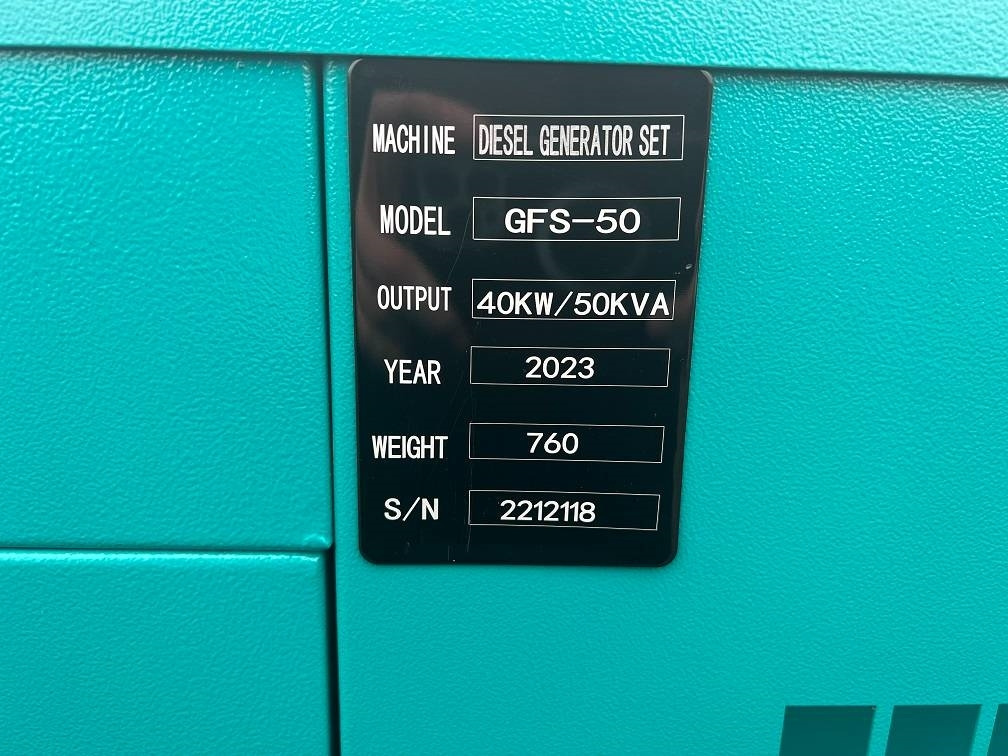 MACHINE DIESEL GENERATOR SET
MODEL GFS-50
OUTPUT 40KW/50KVA
YEAR 2023
WEIGHT 760
S/N 2212118